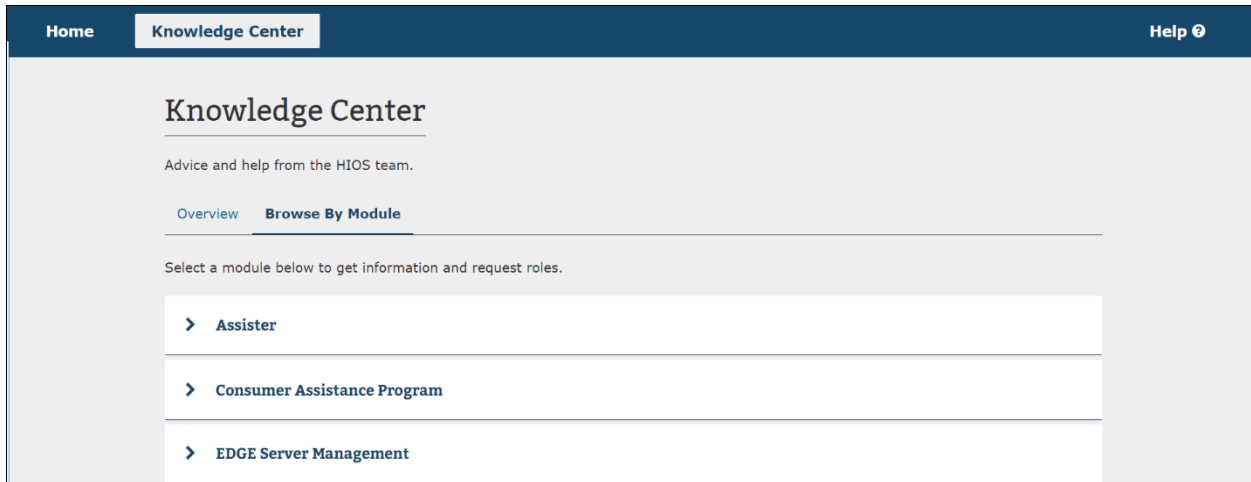 Home Knowledge Center Help
Knowledge Center
Advice and help from the HIOS team.
Overview Browse By Module
Select a module below to get information and request roles.
Assister
Consumer Assistance Program
EDGE Server Management